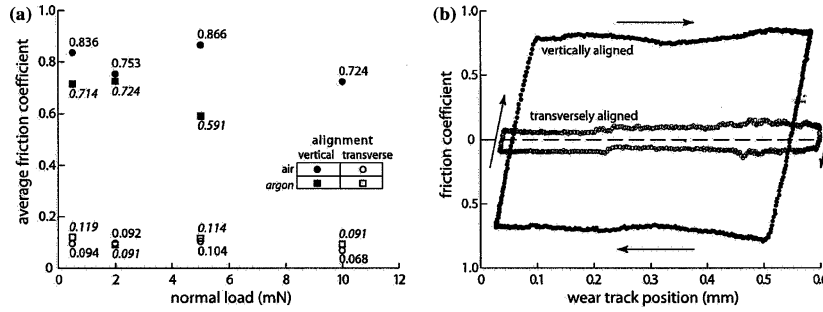 (a)
1.0
0.8
0.6
0.4
0.2
0
average friction coefficient
0.836
0.714
0.753
0.724
0.866
0.591
0.724
alignment
vertical transverse
air
argon
0.119
0.094
0.092
0.091
0.114
0.104
0.091
0.068
0 2 4 6 8 10 12
normal load (mN)
(b)
1.0
0.5
0
0.5
1.0
friction coefficient
vertically aligned
transversely aligned
0 0.1 0.2 0.3 0.4 0.5 0.6
wear track position (mm)